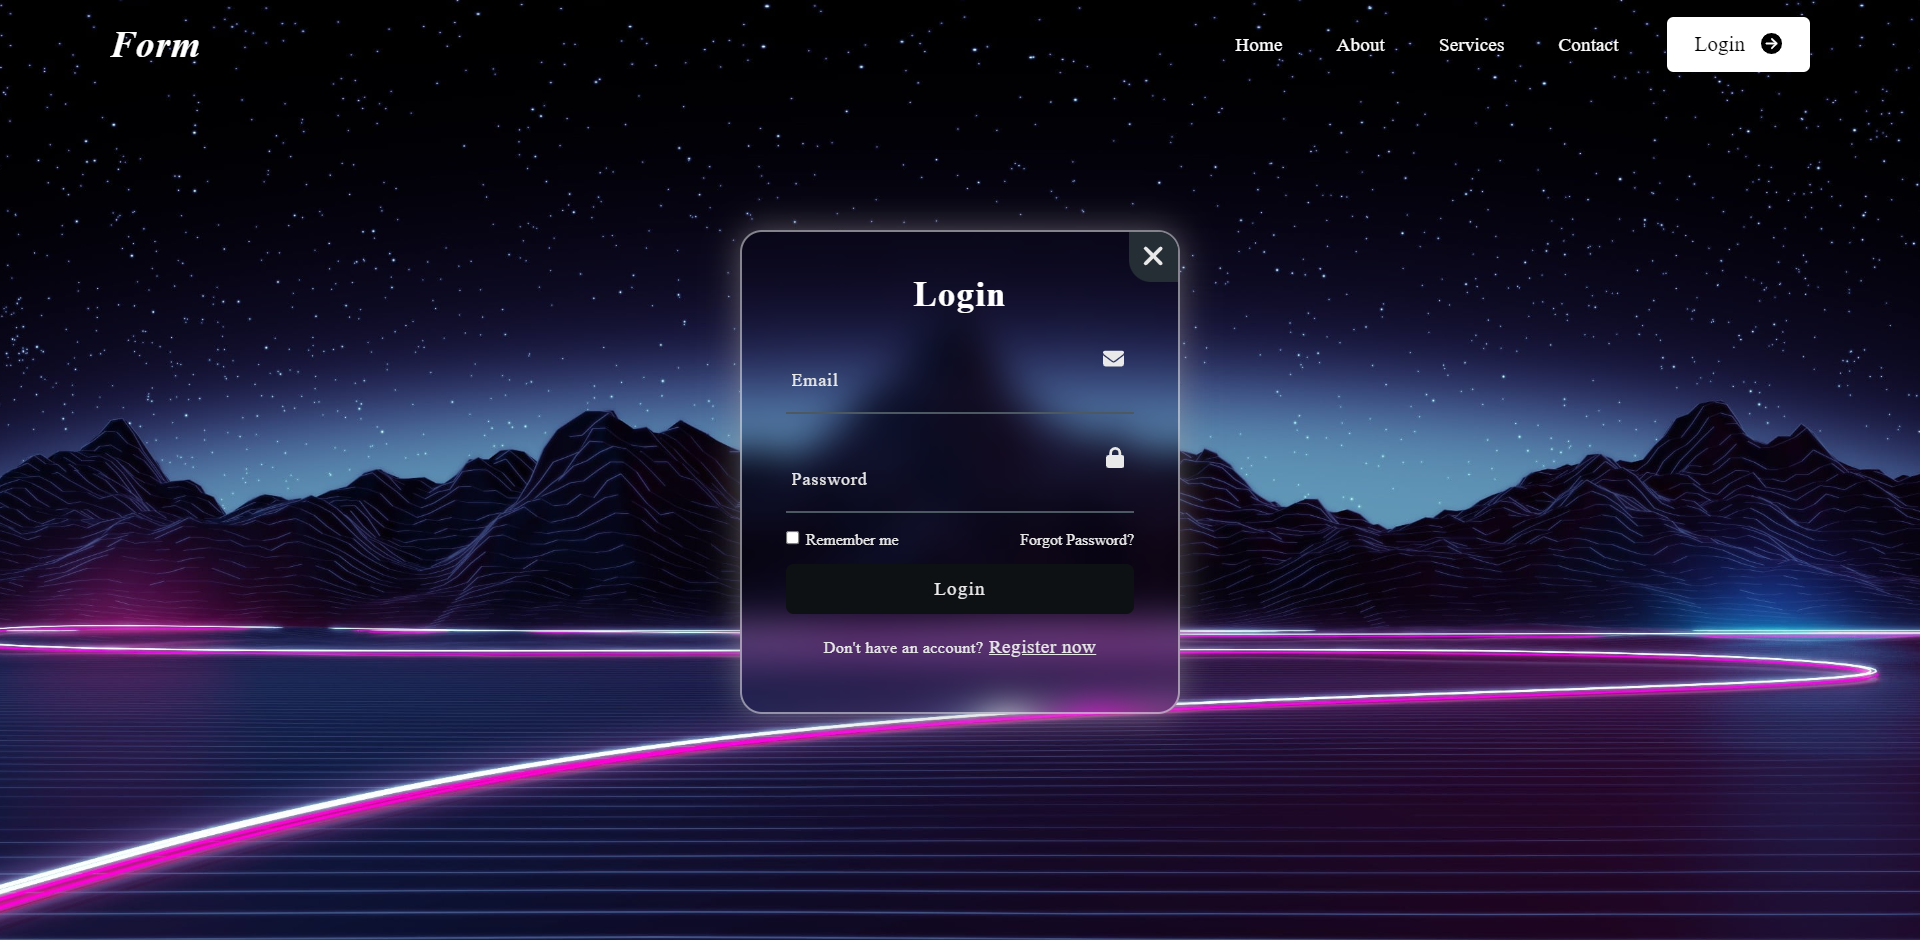 Form
Home About Services Contact Login
Login
Email
Password
Remember me Forgot Password?
Login
Don't have an account? Register now